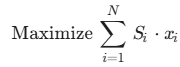 Maximize $\sum_{i=1}^{N} S_i \cdot x_i$